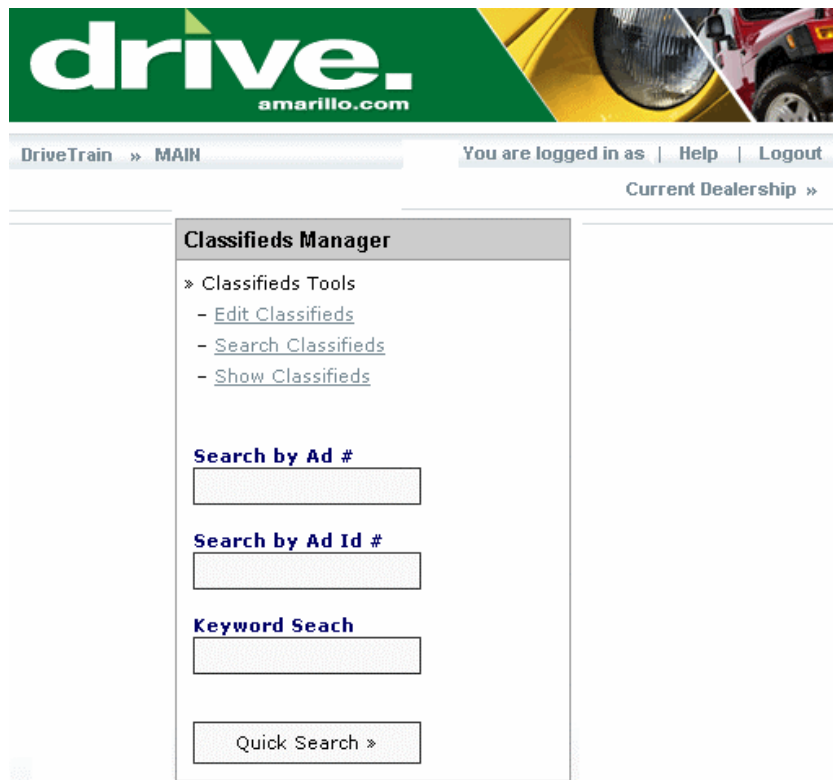 drive.
amarillo.com
DriveTrain » MAIN
You are logged in as | Help | Logout
Current Dealership »
Classifieds Manager
» Classifieds Tools
– Edit Classifieds
– Search Classifieds
– Show Classifieds
Search by Ad #
Search by Ad Id #
Keyword Seach
Quick Search »